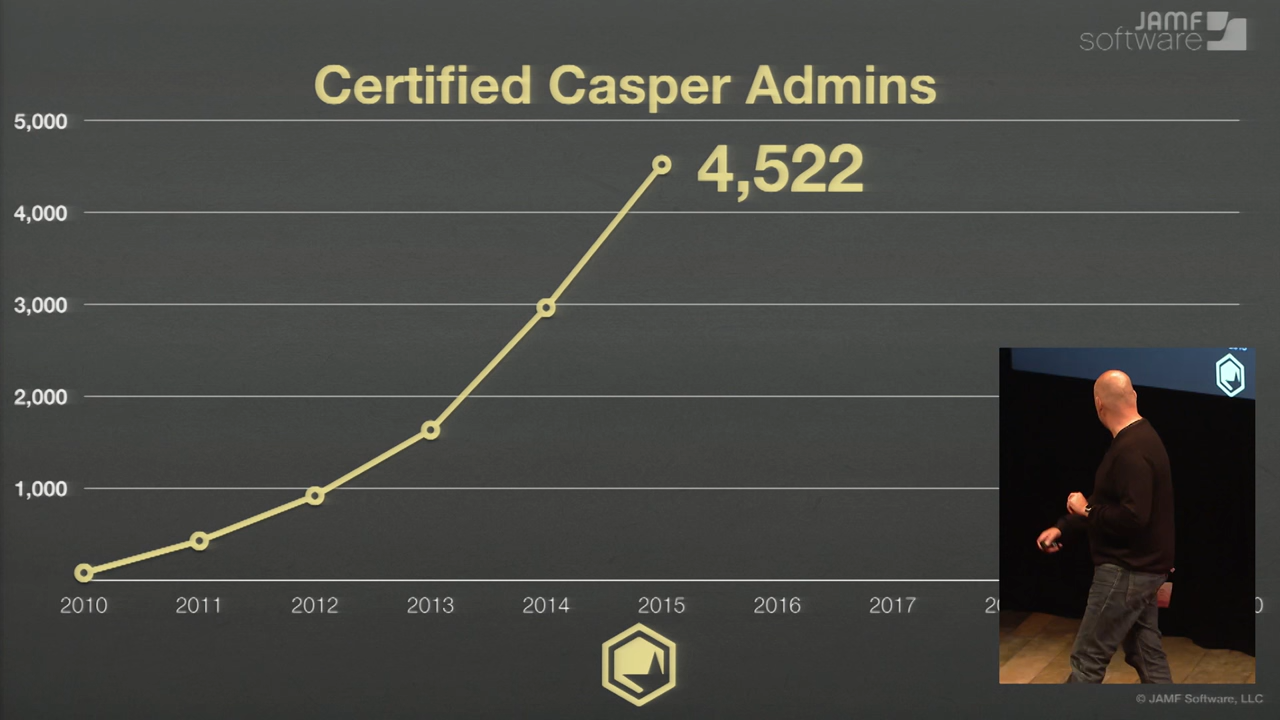 JAMF
software
Certified Casper Admins
5,000
4,522
4,000
3,000
2,000
1,000
2010 2011 2012 2013 2014 2015 2016 2017
© JAMF Software, LLC